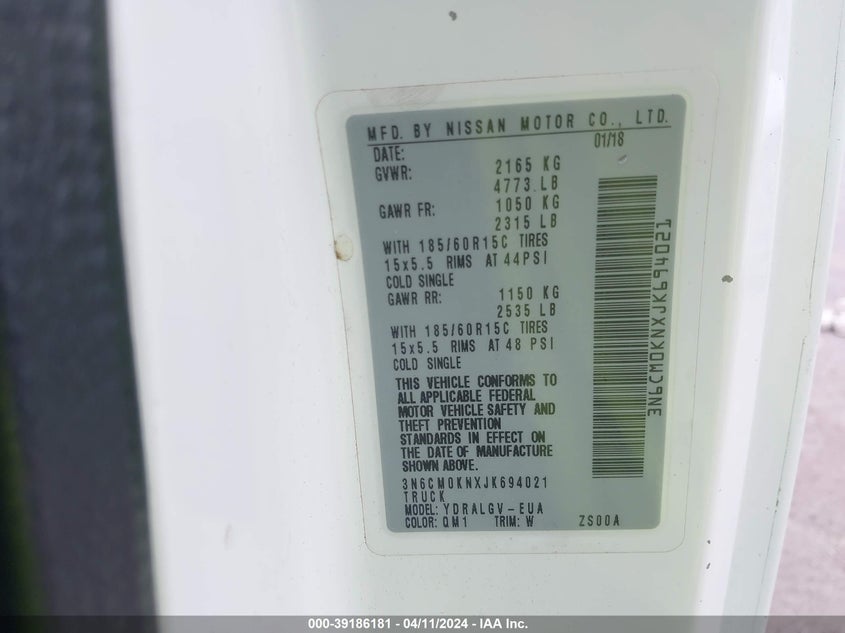 MFD. BY NISSAN MOTOR CO., LTD.
DATE: 01/18
GVWR: 2165 KG
4773 LB
GAWR FR: 1050 KG
2315 LB
WITH 185/60R15C TIRES
15x5.5 RIMS AT 44PSI
COLD SINGLE
GAWR RR: 1150 KG
2535 LB
WITH 185/60R15C TIRES
15x5.5 RIMS AT 48 PSI
COLD SINGLE
THIS VEHICLE CONFORMS TO
ALL APPLICABLE FEDERAL
MOTOR VEHICLE SAFETY AND
THEFT PREVENTION
STANDARDS IN EFFECT ON
THE DATE OF MANUFACTURE
SHOWN ABOVE.
3N6CM0KNXJK694021
TRUCK
MODEL: YDRALGV-EUA
COLOR: QM1 TRIM: W ZS00A
3N6CM0KNXJK694021
000-39186181 - 04/11/2024 - IAA Inc.